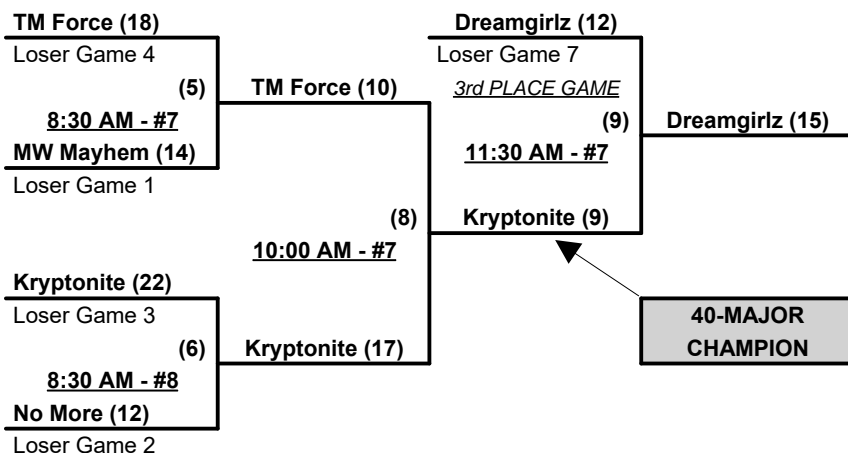 TM Force (18)
Loser Game 4
(5)
8:30 AM - #7
MW Mayhem (14)
Loser Game 1
TM Force (10)
(8)
10:00 AM - #7
Kryptonite (22)
Loser Game 3
(6)
8:30 AM - #8
No More (12)
Loser Game 2
Kryptonite (17)
Dreamgirlz (12)
Loser Game 7
3rd PLACE GAME
(9)
11:30 AM - #7
Kryptonite (9)
Dreamgirlz (15)
40-MAJOR
CHAMPION